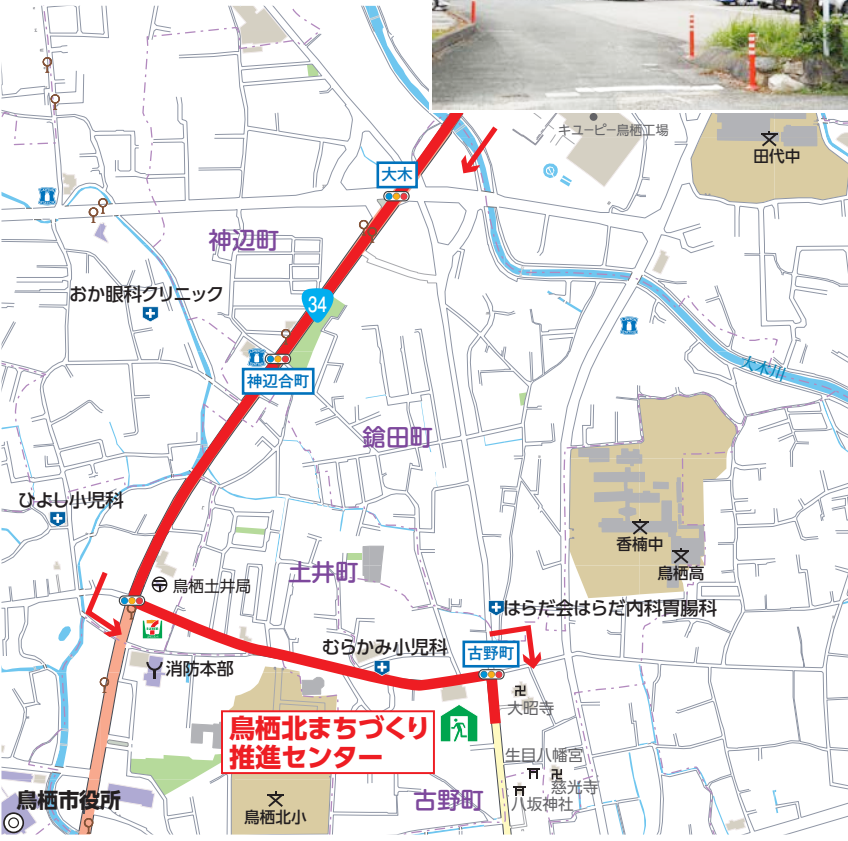 キユーピー鳥栖工場
田代中
大木
神辺町
おか眼科クリニック
34
神辺合町
大木川
鎗田町
ひよし小児科
香楠中
鳥栖高
土井町
鳥栖土井局
はらだ会はらだ内科胃腸科
むらかみ小児科
古野町
消防本部
大昭寺
鳥栖北まちづくり
推進センター
生目八幡宮
慈光寺
八坂神社
古野町
鳥栖市役所
鳥栖北小